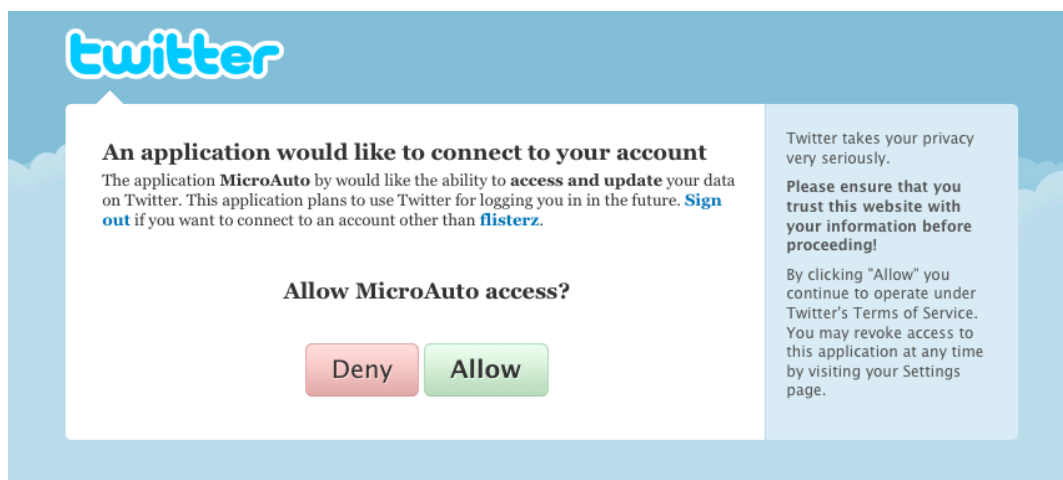 twitter
An application would like to connect to your account
The application MicroAuto by would like the ability to access and update your data
on Twitter. This application plans to use Twitter for logging you in in the future. Sign
out if you want to connect to an account other than flisterz.
Allow MicroAuto access?
Deny
Allow
Twitter takes your privacy
very seriously.
Please ensure that you
trust this website with
your information before
proceeding!
By clicking "Allow" you
continue to operate under
Twitter's Terms of Service.
You may revoke access to
this application at any time
by visiting your Settings
page.